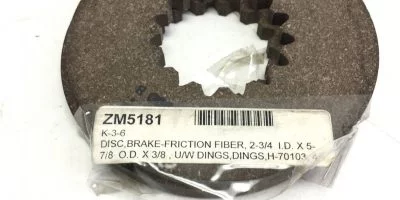 ZM5181
K-3-6
DISC,BRAKE-FRICTION FIBER, 2-3/4 I.D. X 5-
7/8 O.D. X 3/8 , U/W DINGS,DINGS,H-70103